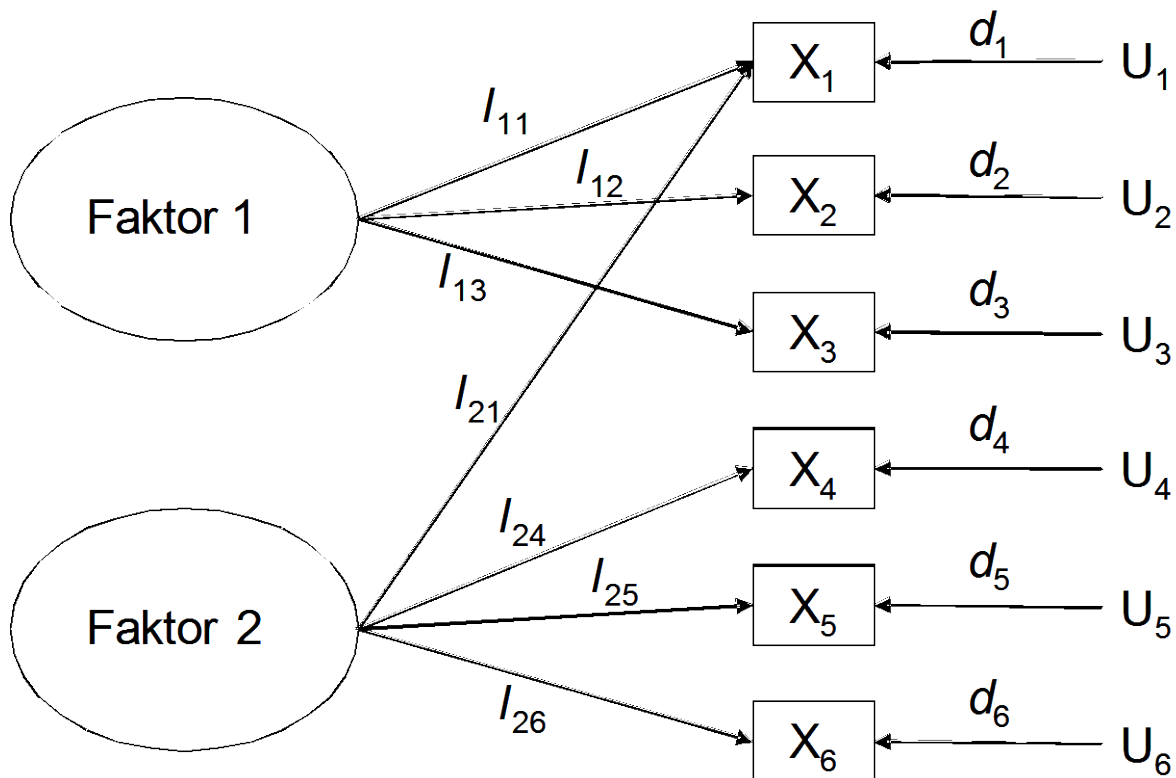 X₁ d₁ U₁
l₁₁
l₁₂ X₂ d₂ U₂
Faktor 1
l₁₃ X₃ d₃ U₃
l₂₁
X₄ d₄ U₄
l₂₄
l₂₅ X₅ d₅ U₅
Faktor 2
l₂₆ X₆ d₆ U₆